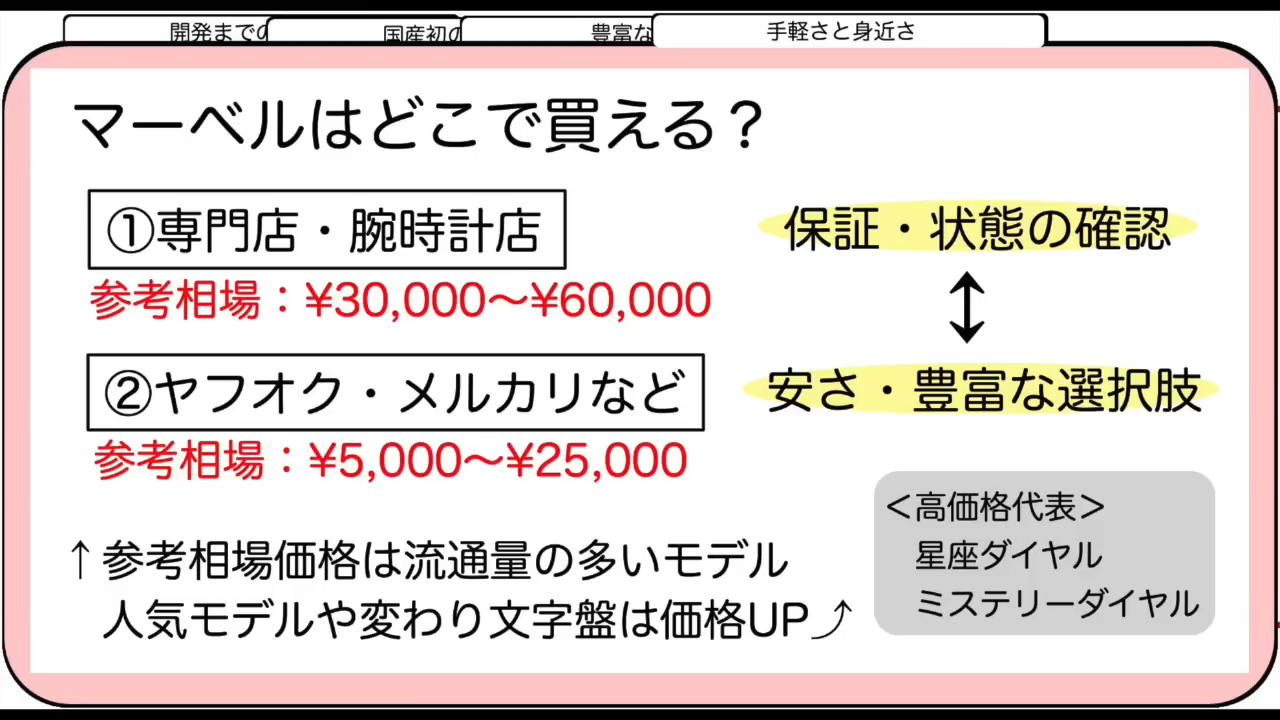 開発までの
国産初の
豊富な
手軽さと身近さ
マーベルはどこで買える？
①専門店・腕時計店
参考相場：¥30,000〜¥60,000
②ヤフオク・メルカリなど
参考相場：¥5,000〜¥25,000
保証・状態の確認
↕
安さ・豊富な選択肢
↑参考相場価格は流通量の多いモデル
人気モデルや変わり文字盤は価格UP⤴
＜高価格代表＞
星座ダイヤル
ミステリーダイヤル